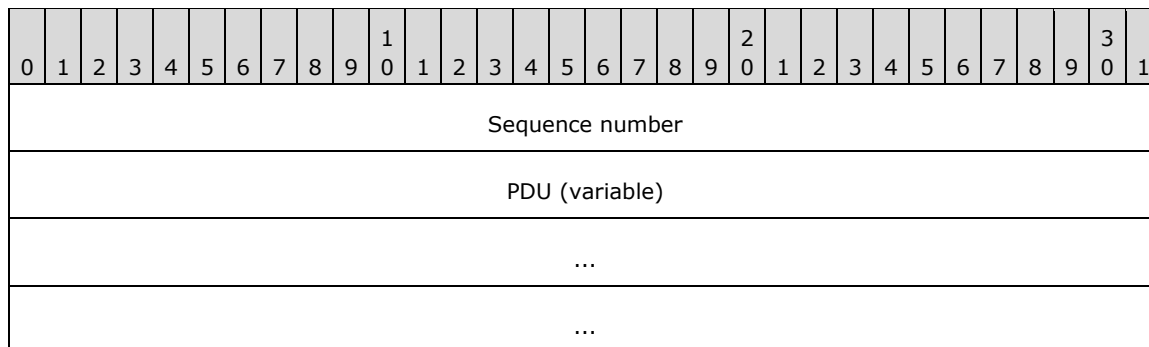 1 2 3
0 1 2 3 4 5 6 7 8 9 0 1 2 3 4 5 6 7 8 9 0 1 2 3 4 5 6 7 8 9 0 1
Sequence number
PDU (variable)
...
...